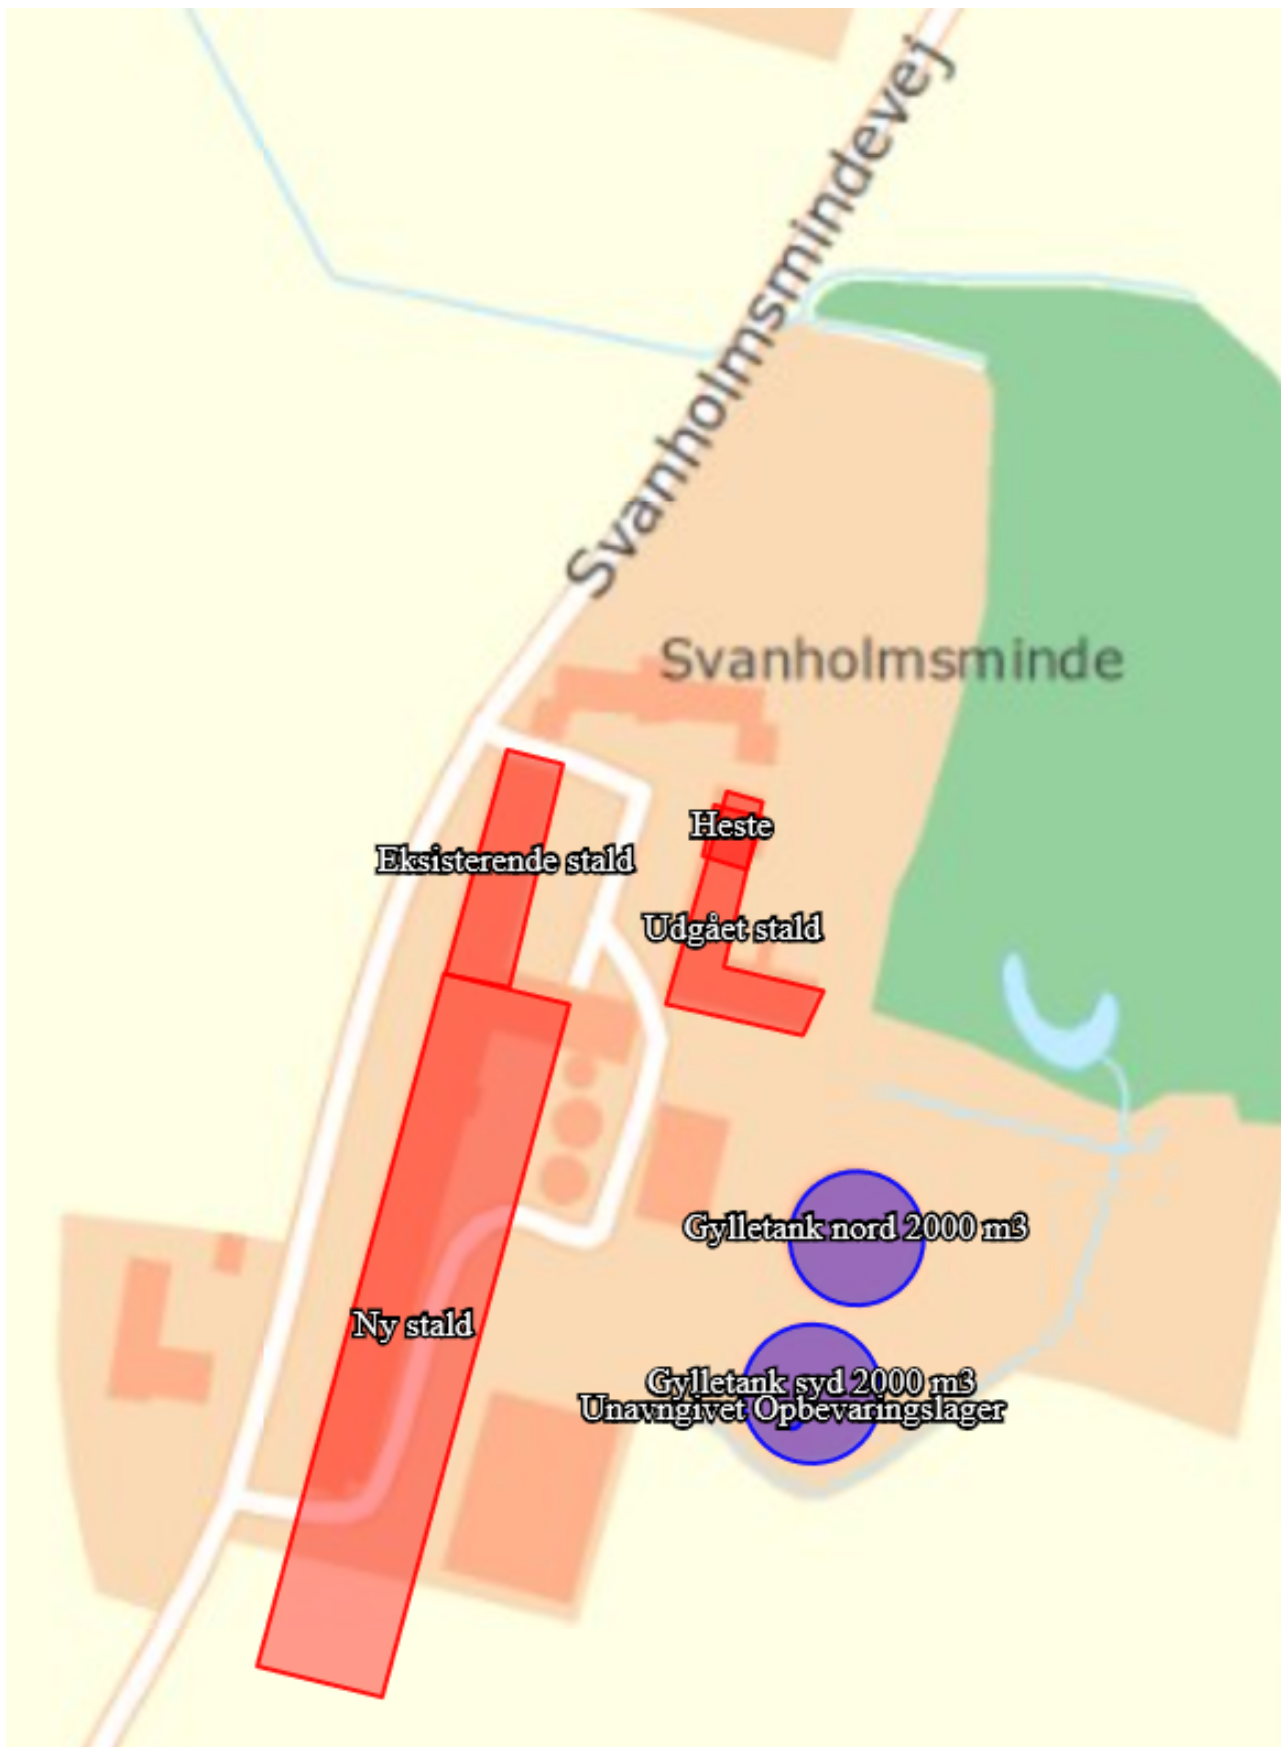 Svanholmsmindevej
Svanholmsminde
Heste
Eksisterende stald
Udgået stald
Gylletank nord 2000 m3
Ny stald
Gylletank syd 2000 m3
Unavngivet Opbevaringslager